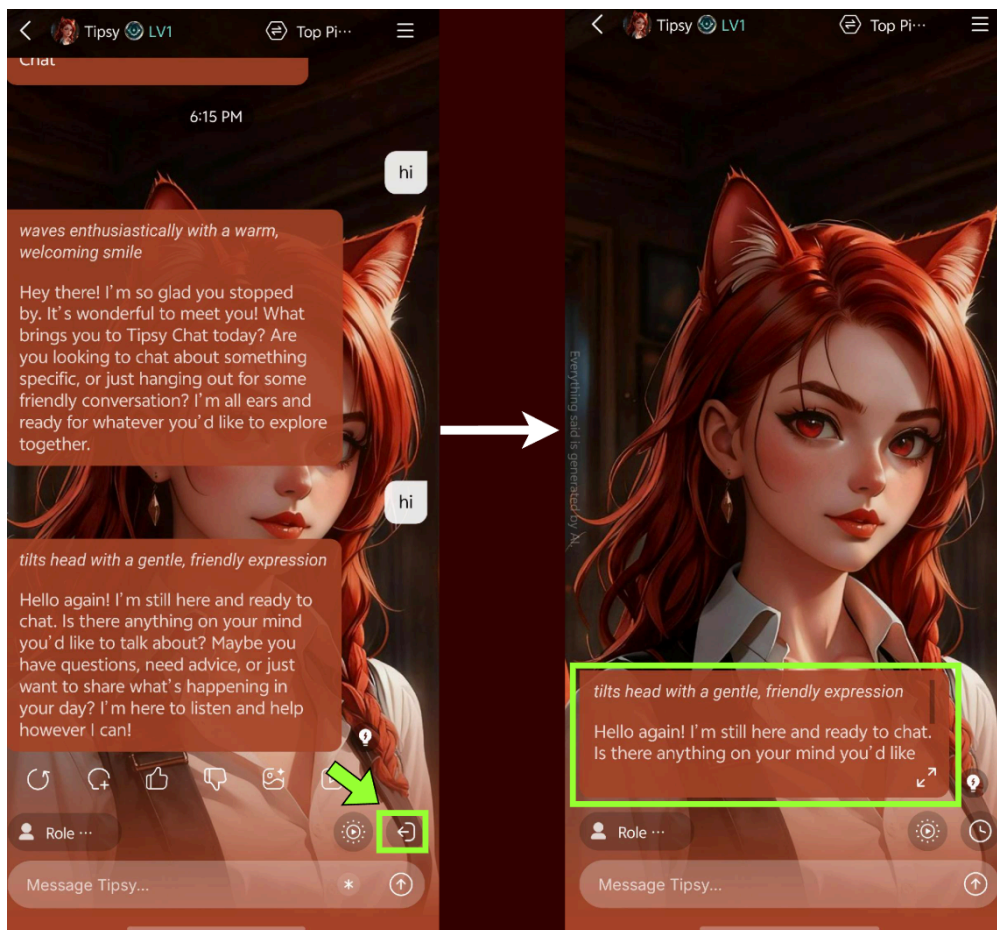 Tipsy LV1
Top Pi···
Chat
6:15 PM
hi
waves enthusiastically with a warm,
welcoming smile
Hey there! I'm so glad you stopped
by. It's wonderful to meet you! What
brings you to Tipsy Chat today? Are
you looking to chat about something
specific, or just hanging out for some
friendly conversation? I'm all ears and
ready for whatever you'd like to explore
together.
hi
tilts head with a gentle, friendly expression
Hello again! I'm still here and ready to
chat. Is there anything on your mind
you'd like to talk about? Maybe you
have questions, need advice, or just
want to share what's happening in
your day? I'm here to listen and help
however I can!
Role ···
Message Tipsy...
Tipsy LV1
Top Pi···
Everything said is generated by AI.
tilts head with a gentle, friendly expression
Hello again! I'm still here and ready to chat.
Is there anything on your mind you'd like
Role ···
Message Tipsy...